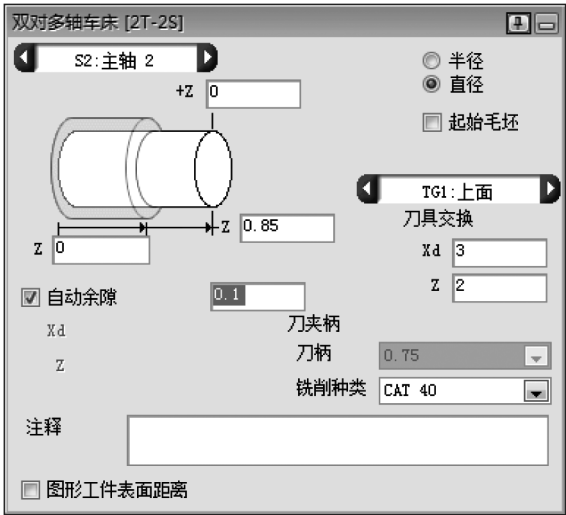 双对多轴车床 [2T-2S]
S2:主轴 2
半径
直径
+Z 0
起始毛坯
TG1:上面
刀具交换
-Z 0.85
Z 0
Xd 3
Z 2
自动余隙 0.1
Xd
刀夹柄
Z
刀柄 0.75
铣削种类 CAT 40
注释
图形工件表面距离